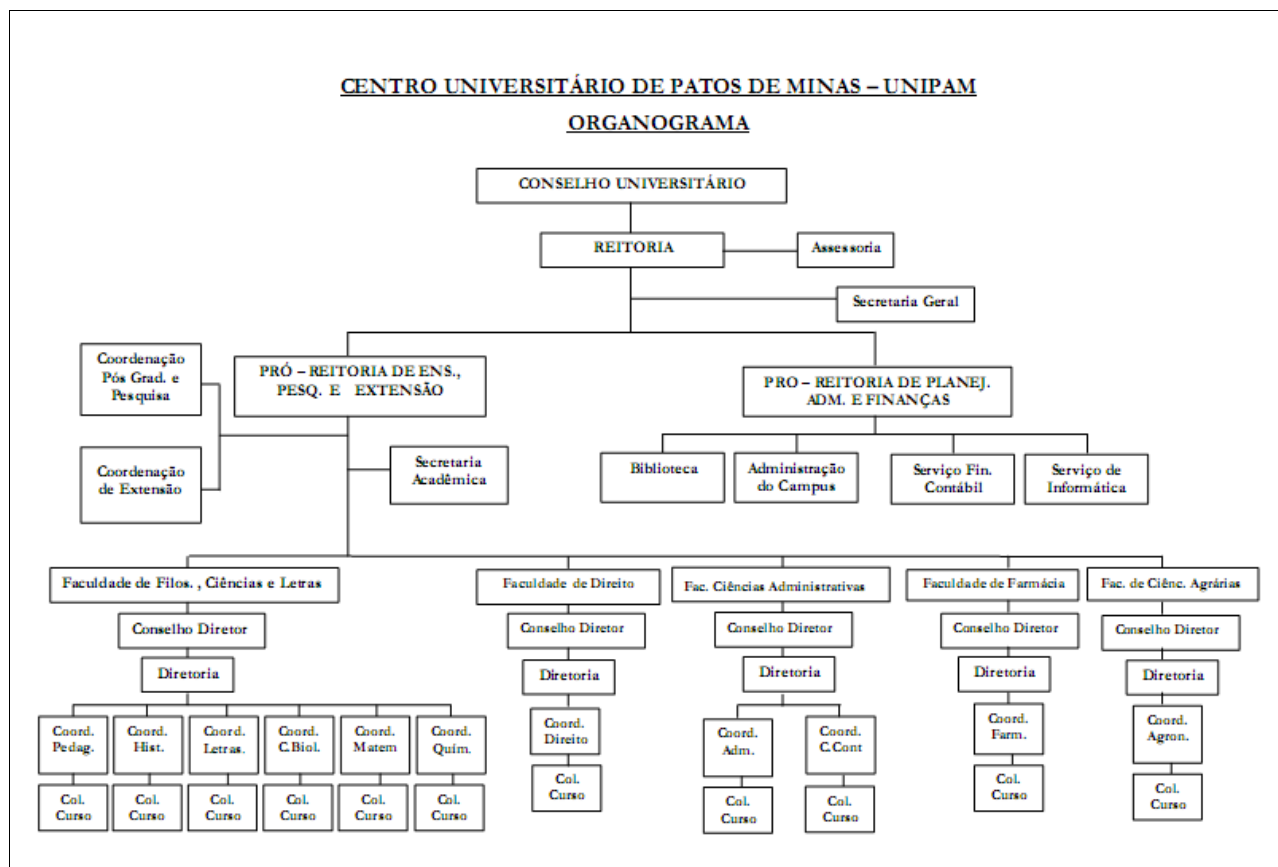 CENTRO UNIVERSITÁRIO DE PATOS DE MINAS – UNIPAM
ORGANOGRAMA
CONSELHO UNIVERSITÁRIO
REITORIA
Assessoria
Secretaria Geral
Coordenação
Pós Grad. e
Pesquisa
PRÓ – REITORIA DE ENS.,
PESQ. E EXTENSÃO
PRO – REITORIA DE PLANEJ.
ADM. E FINANÇAS
Coordenação
de Extensão
Secretaria
Acadêmica
Biblioteca
Administração
do Campus
Serviço Fin.
Contábil
Serviço de
Informática
Faculdade de Filos. , Ciências e Letras
Faculdade de Direito
Fac. Ciências Administrativas
Faculdade de Farmácia
Fac. de Ciênc. Agrárias
Conselho Diretor
Conselho Diretor
Conselho Diretor
Conselho Diretor
Conselho Diretor
Diretoria
Diretoria
Diretoria
Diretoria
Diretoria
Coord.
Pedag.
Coord.
Hist.
Coord.
Letras.
Coord.
C.Biol.
Coord.
Matem
Coord.
Quím.
Coord.
Direito
Coord.
Adm.
Coord.
C.Cont
Coord.
Farm.
Coord.
Agron.
Col.
Curso
Col.
Curso
Col.
Curso
Col.
Curso
Col.
Curso
Col.
Curso
Col.
Curso
Col.
Curso
Col.
Curso
Col.
Curso
Col.
Curso